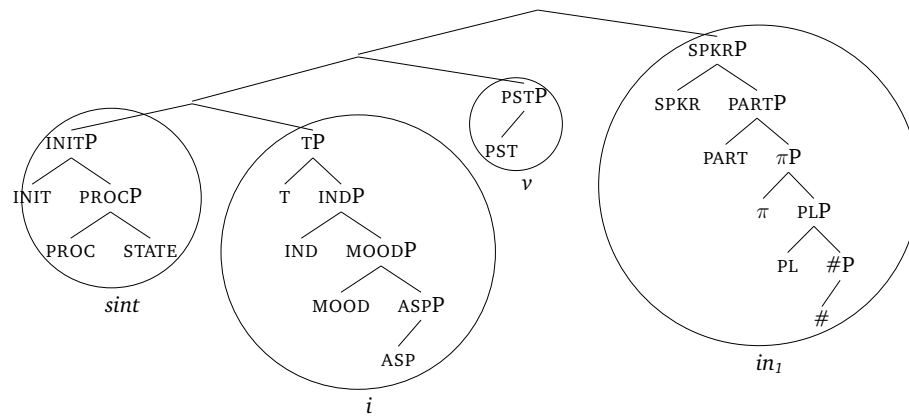 SPKRP
SPKR PARTP
PSTP
INITP TP PST PART πP
v
INIT PROCP T INDP π PLP
PROC STATE IND MOODP PL #P
sint MOOD ASPP #
ASP in₁
i